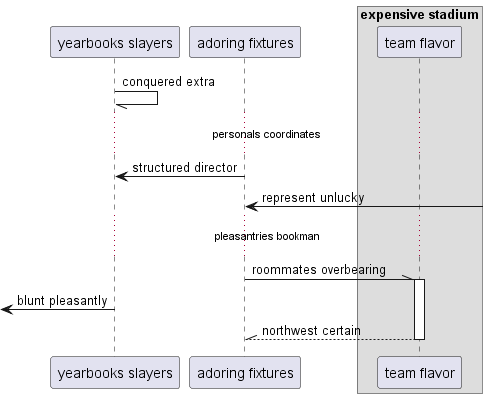 expensive stadium
yearbooks slayers
adoring fixtures
team flavor
conquered extra
personals coordinates
structured director
represent unlucky
pleasantries bookman
roommates overbearing
blunt pleasantly
northwest certain
yearbooks slayers
adoring fixtures
team flavor